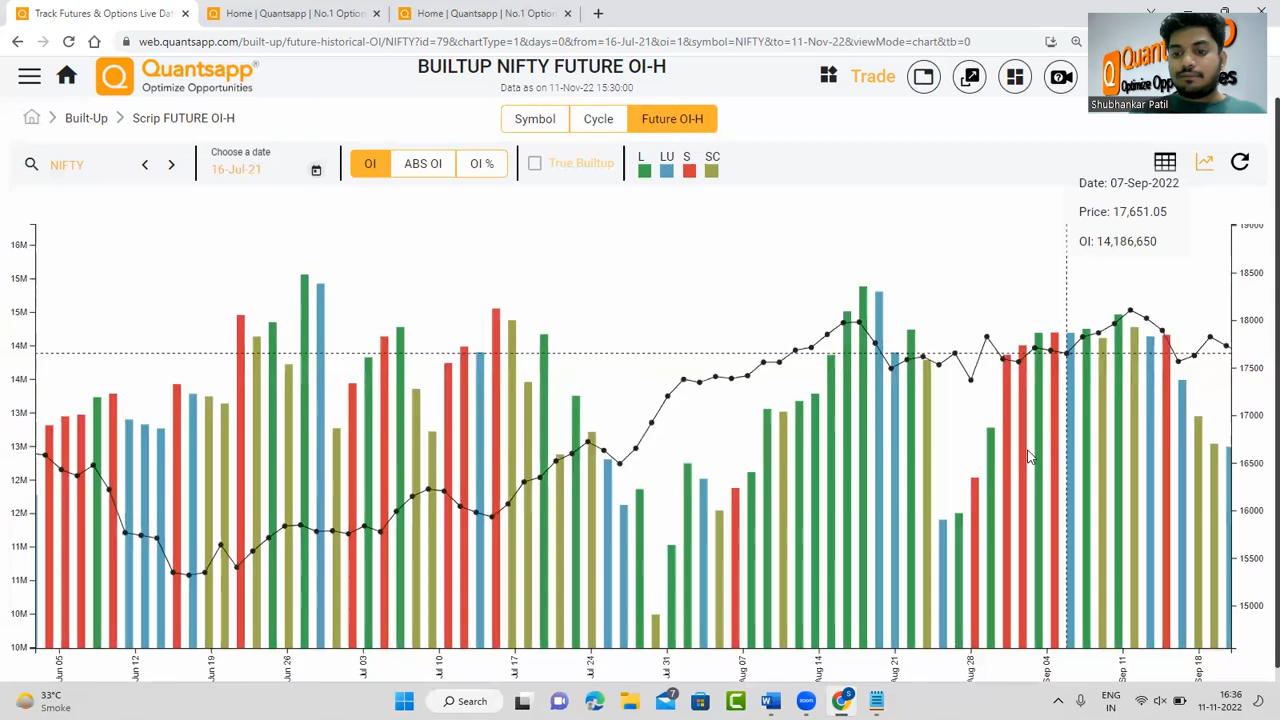 Track Futures & Options Live Dat
Home | Quantsapp | No.1 Option
Home | Quantsapp | No.1 Option
web.quantsapp.com/built-up/future-historical-OI/NIFTY?id=79&chartType=1&days=0&from=16-Jul-21&oi=1&symbol=NIFTY&to=11-Nov-22&viewMode=chart&tb=0
Quantsapp
Optimize Opportunities
BUILTUP NIFTY FUTURE OI-H
Data as on 11-Nov-22 15:30:00
Trade
Shubhankar Patil
Built-Up
Scrip FUTURE OI-H
Symbol
Cycle
Future OI-H
NIFTY
Choose a date
16-Jul-21
OI
ABS OI
OI %
True Builtup
L LU S SC
Date: 07-Sep-2022
Price: 17,651.05
OI: 14,186,650
16M
15M
15M
14M
14M
13M
13M
12M
12M
11M
11M
10M
10M
19000
18500
18000
17500
17000
16500
16000
15500
15000
Jun 05
Jun 12
Jun 19
Jun 26
Jul 03
Jul 10
Jul 17
Jul 24
Jul 31
Aug 07
Aug 14
Aug 21
Aug 28
Sep 04
Sep 11
Sep 18
33°C
Smoke
Search
7
ENG
IN
16:36
11-11-2022